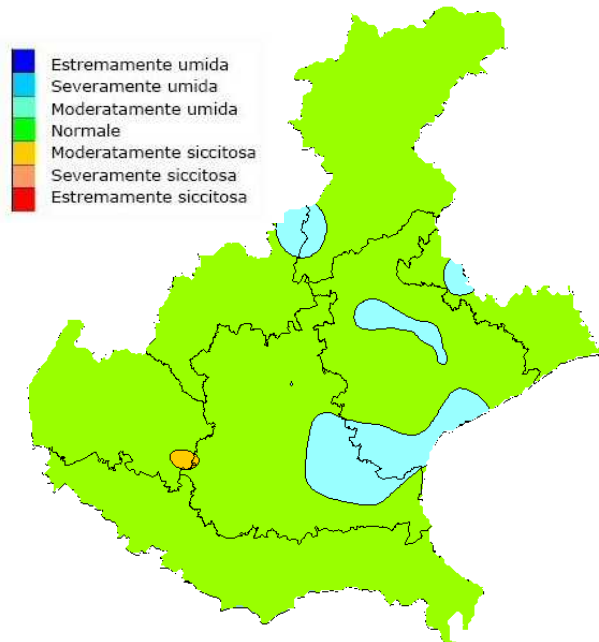 Estremamente umida
Severamente umida
Moderatamente umida
Normale
Moderatamente siccitosa
Severamente siccitosa
Estremamente siccitosa